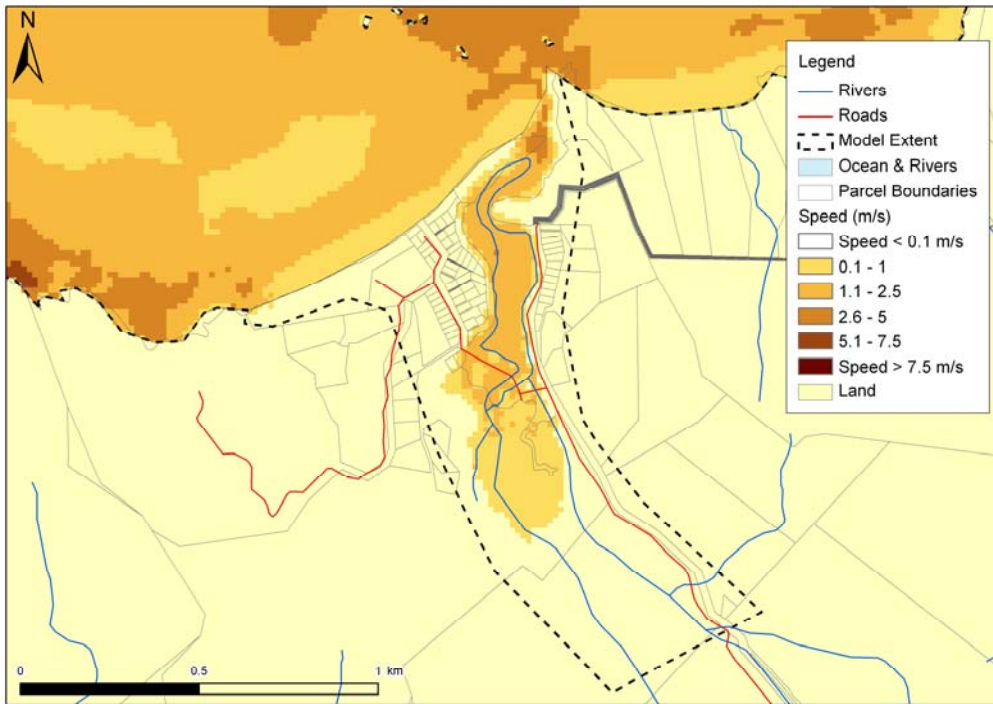 N
Legend
Rivers
Roads
Model Extent
Ocean & Rivers
Parcel Boundaries
Speed (m/s)
Speed < 0.1 m/s
0.1 - 1
1.1 - 2.5
2.6 - 5
5.1 - 7.5
Speed > 7.5 m/s
Land
0 0.5 1 km